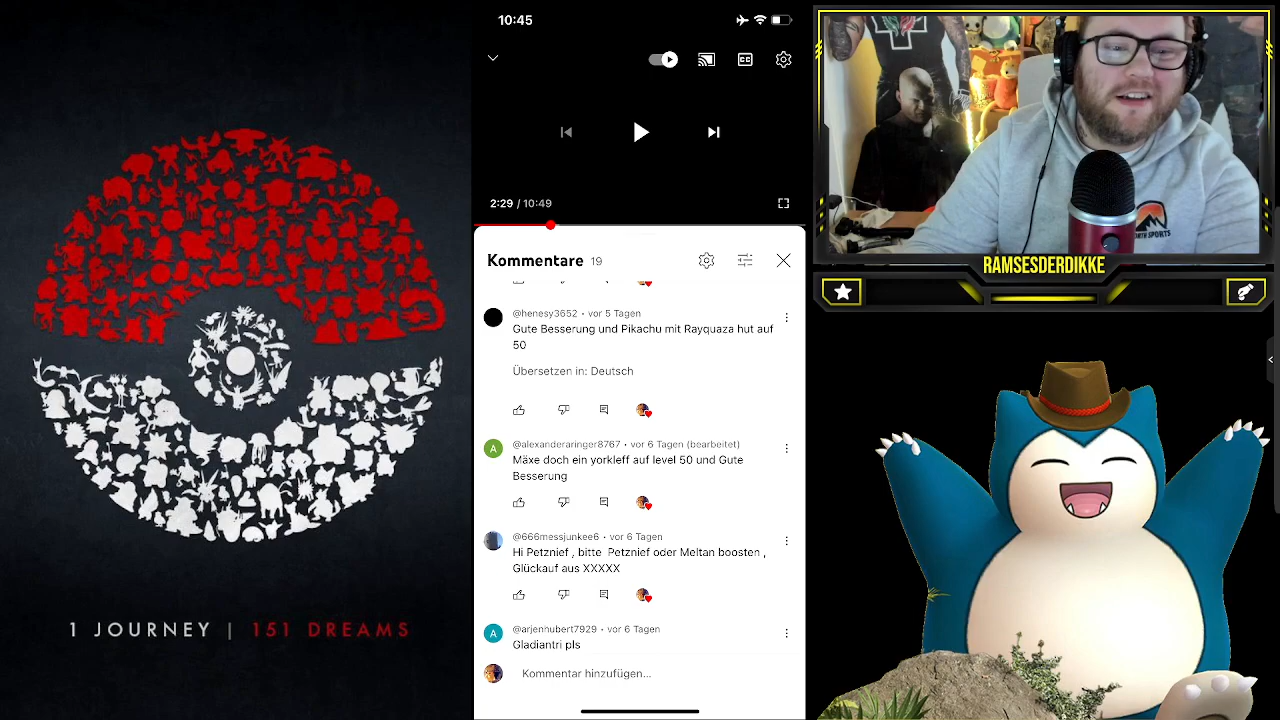 1 JOURNEY | 151 DREAMS
10:45
CC
2:29 / 10:49
Kommentare 19
@henesy3652 • vor 5 Tagen
Gute Besserung und Pikachu mit Rayquaza hut auf
50
Übersetzen in: Deutsch
A
@alexanderaringer8767 • vor 6 Tagen (bearbeitet)
Mäxe doch ein yorkleff auf level 50 und Gute
Besserung
@666messjunkee6 • vor 6 Tagen
Hi Petznief , bitte Petznief oder Meltan boosten ,
Glückauf aus XXXXX
A
@arjenhubert7929 • vor 6 Tagen
Gladiantri pls
Kommentar hinzufügen...
RAMSESDERDIKKE